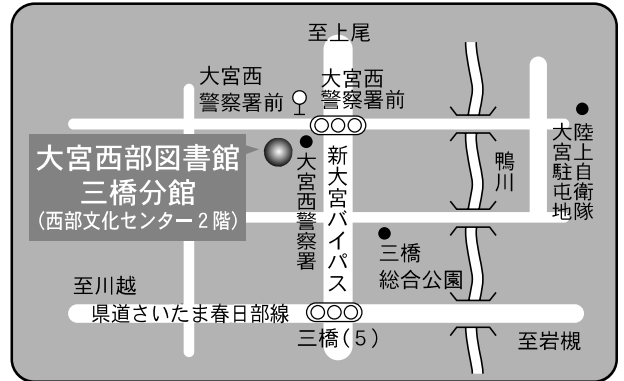 至上尾
大宮西
警察署前
大宮西
警察署前
大宮西部図書館
三橋分館
(西部文化センター2階)
大宮西警察署
新大宮バイパス
鴨川
陸上自衛隊
大宮駐屯地
三橋
総合公園
至川越
県道さいたま春日部線
三橋(5)
至岩槻